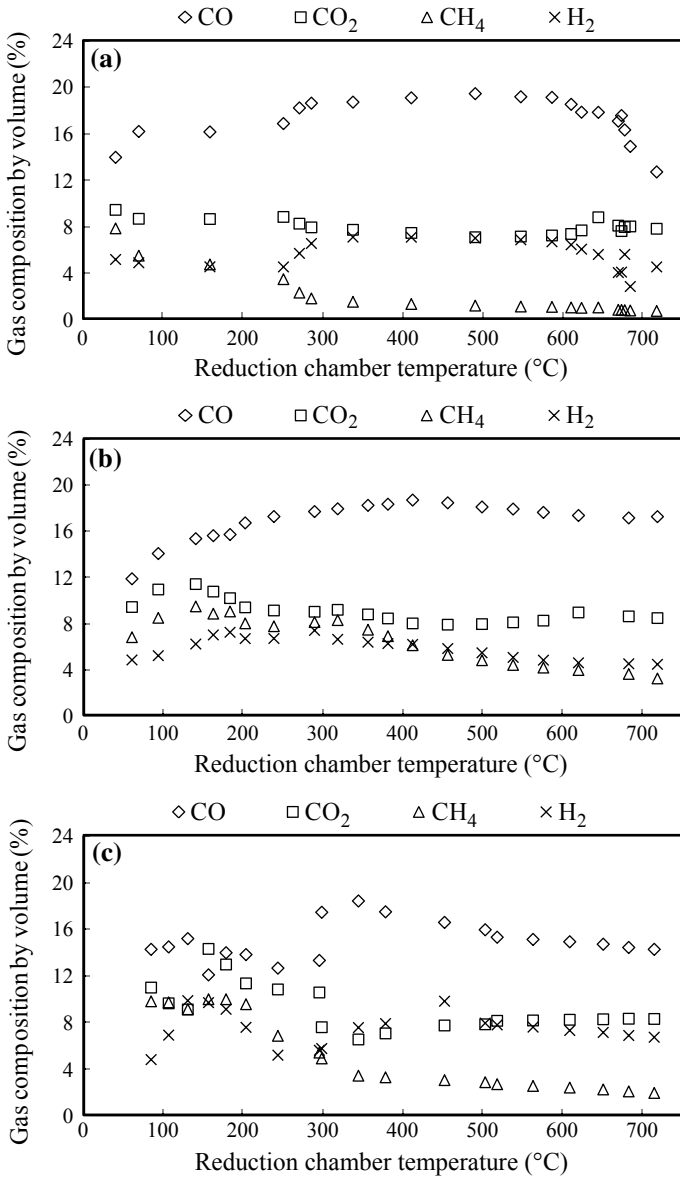 CO CO₂ CH₄ H₂
(a)
24
20
16
12
8
4
0
0 100 200 300 400 500 600 700
Gas composition by volume (%)
Reduction chamber temperature (°C)
CO CO₂ CH₄ H₂
(b)
24
20
16
12
8
4
0
0 100 200 300 400 500 600 700
Gas composition by volume (%)
Reduction chamber temperature (°C)
CO CO₂ CH₄ H₂
(c)
24
20
16
12
8
4
0
0 100 200 300 400 500 600 700
Gas composition by volume (%)
Reduction chamber temperature (°C)